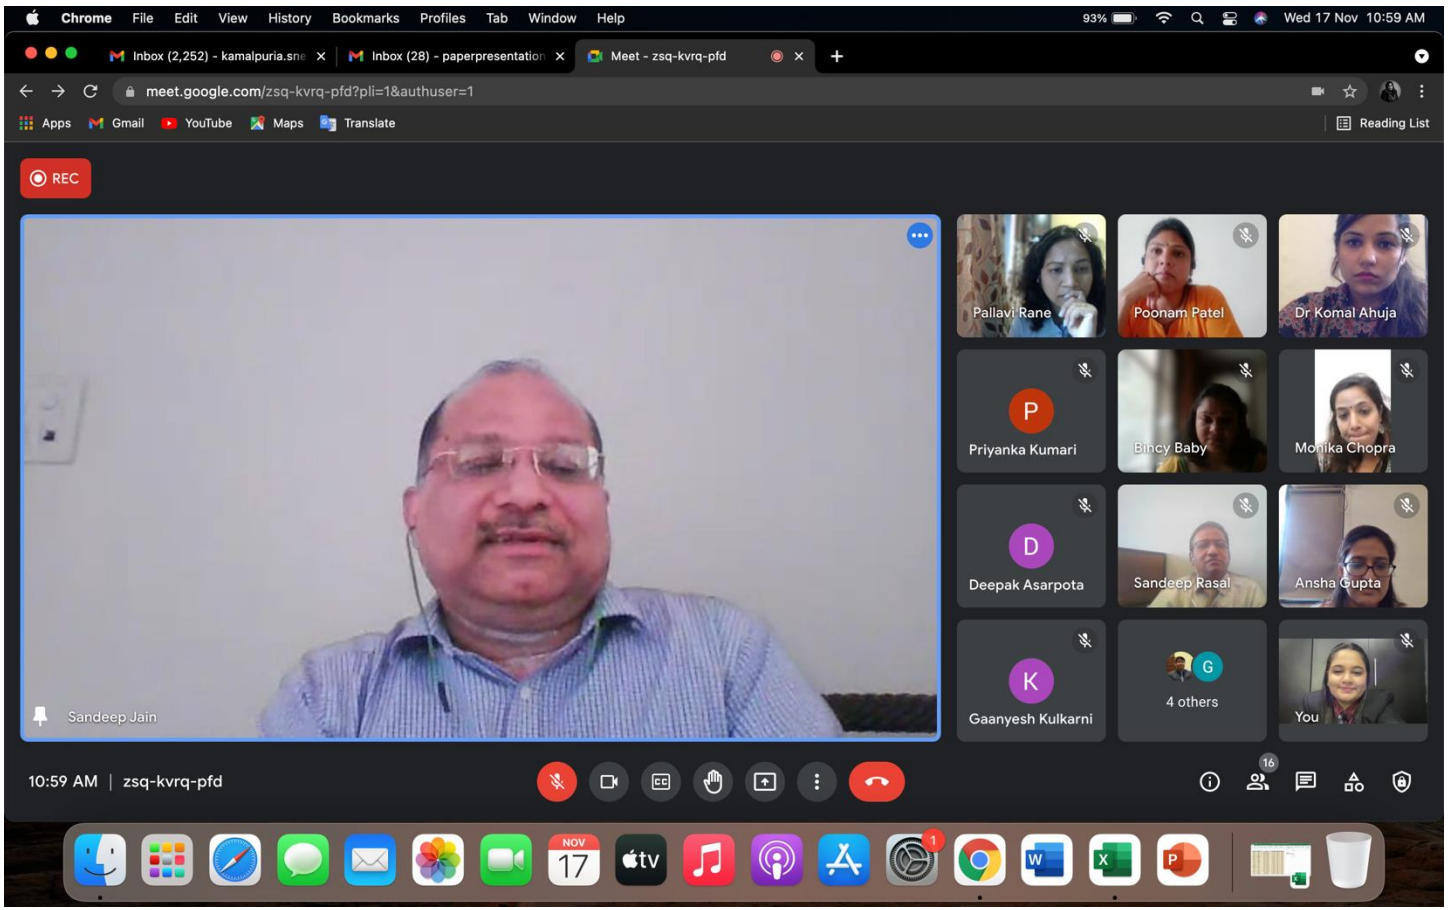 Chrome File Edit View History Bookmarks Profiles Tab Window Help 93% Wed 17 Nov 10:59 AM
Inbox (2,252) - kamalpuria.sne Inbox (28) - paperpresentation Meet - zsq-kvrq-pfd
meet.google.com/zsq-kvrq-pfd?pli=1&authuser=1
Apps Gmail YouTube Maps Translate Reading List
REC
Pallavi Rane Poonam Patel Dr Komal Ahuja
P
Priyanka Kumari Bincy Baby Monika Chopra
D
Deepak Asarpota Sandeep Rasal Ansha Gupta
K G
4 others
Sandeep Jain Gaanyesh Kulkarni You
10:59 AM | zsq-kvrq-pfd CC 16
NOV
17 tv 1 W X P